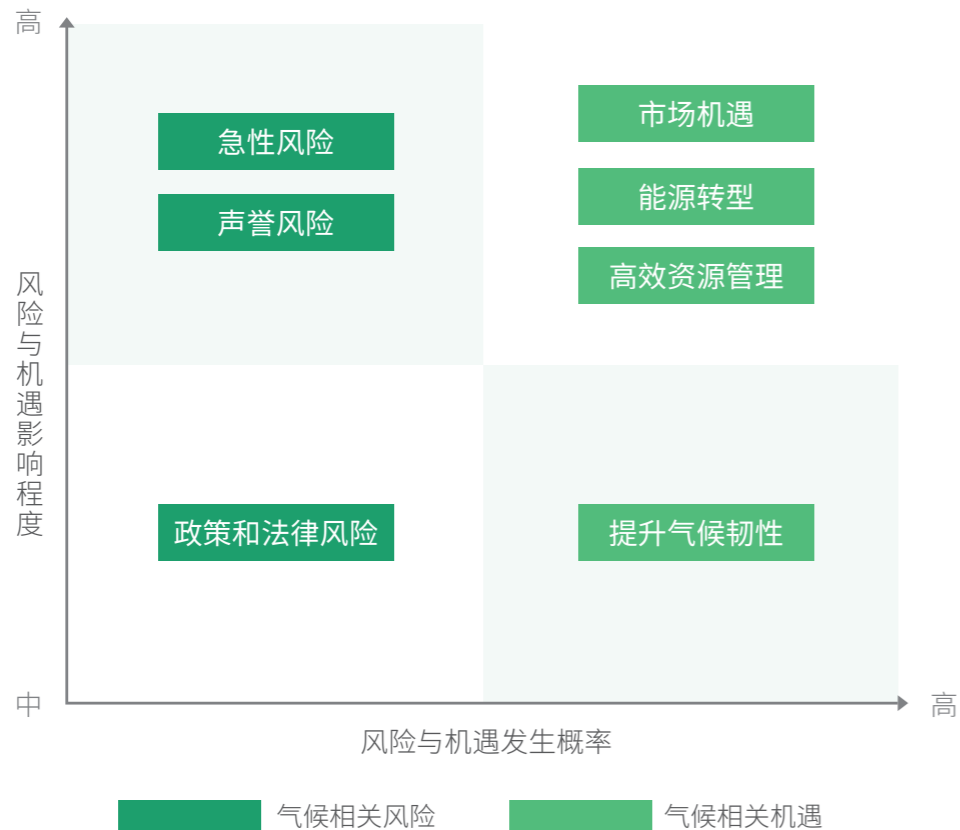 高
急性风险
声誉风险
市场机遇
能源转型
高效资源管理
风险与机遇影响程度
政策和法律风险
提升气候韧性
中
高
风险与机遇发生概率
气候相关风险
气候相关机遇